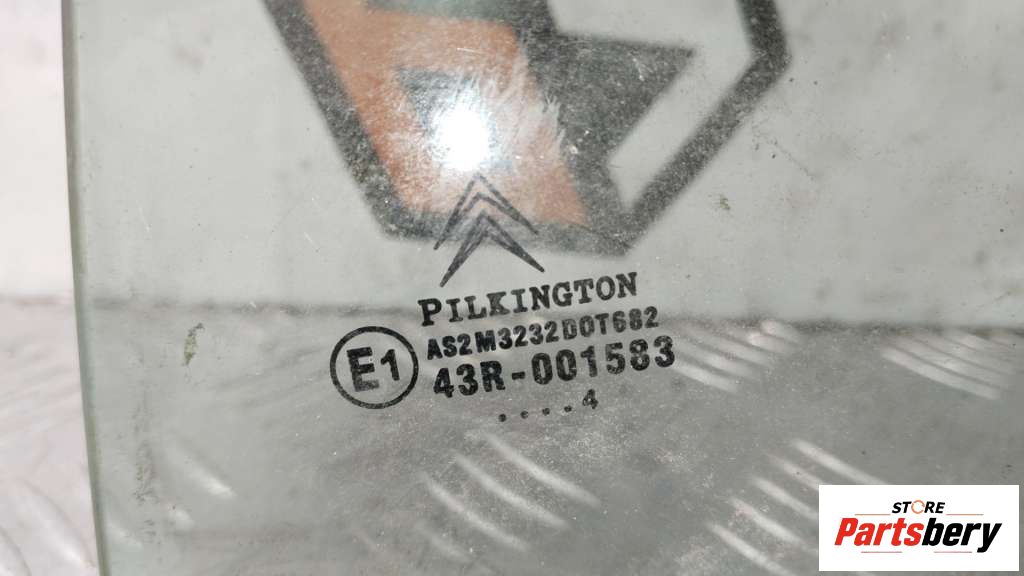 PILKINGTON
AS2M3232DOT682
E1
43R-001583
....4
STORE
Partsbery